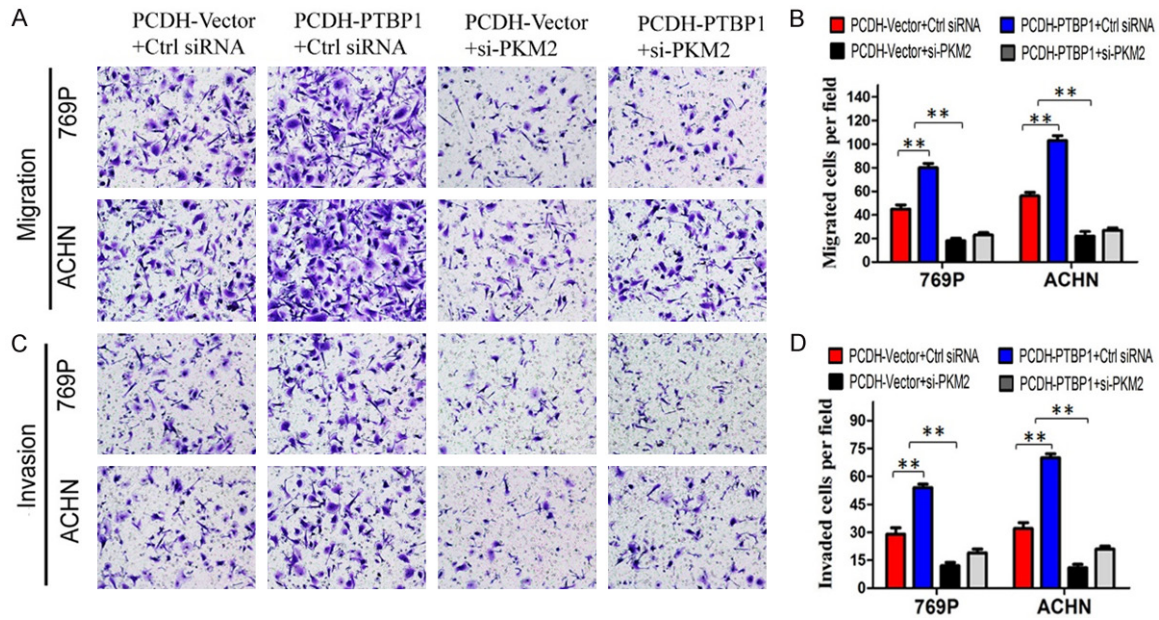 A
PCDH-Vector
+Ctrl siRNA
PCDH-PTBP1
+Ctrl siRNA
PCDH-Vector
+si-PKM2
PCDH-PTBP1
+si-PKM2
Migration
769P
ACHN
B
PCDH-Vector+Ctrl siRNA
PCDH-PTBP1+Ctrl siRNA
PCDH-Vector+si-PKM2
PCDH-PTBP1+si-PKM2
Migrated cells per field
140
120
100
80
60
40
20
0
**
**
**
**
769P
ACHN
C
Invasion
769P
ACHN
D
PCDH-Vector+Ctrl siRNA
PCDH-PTBP1+Ctrl siRNA
PCDH-Vector+si-PKM2
PCDH-PTBP1+si-PKM2
Invaded cells per field
90
75
60
45
30
15
0
**
**
**
**
769P
ACHN